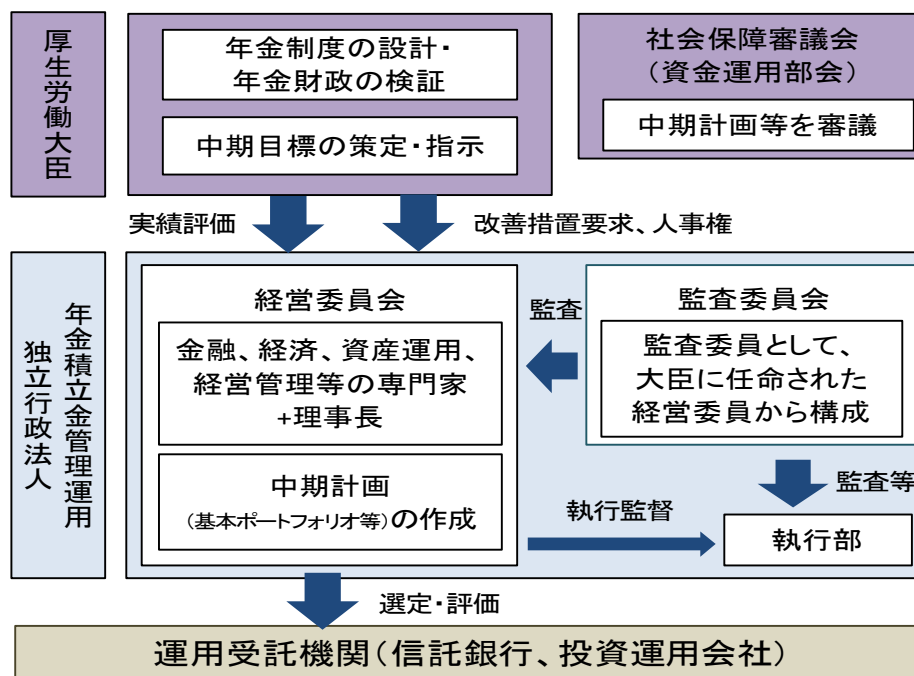 厚生労働大臣
年金制度の設計・
年金財政の検証
中期目標の策定・指示
社会保障審議会
（資金運用部会）
中期計画等を審議
実績評価
改善措置要求、人事権
年金積立金管理運用
独立行政法人
経営委員会
金融、経済、資産運用、
経営管理等の専門家
+理事長
中期計画
（基本ポートフォリオ等）の作成
監査
監査委員会
監査委員として、
大臣に任命された
経営委員から構成
監査等
執行監督
執行部
選定・評価
運用受託機関（信託銀行、投資運用会社）